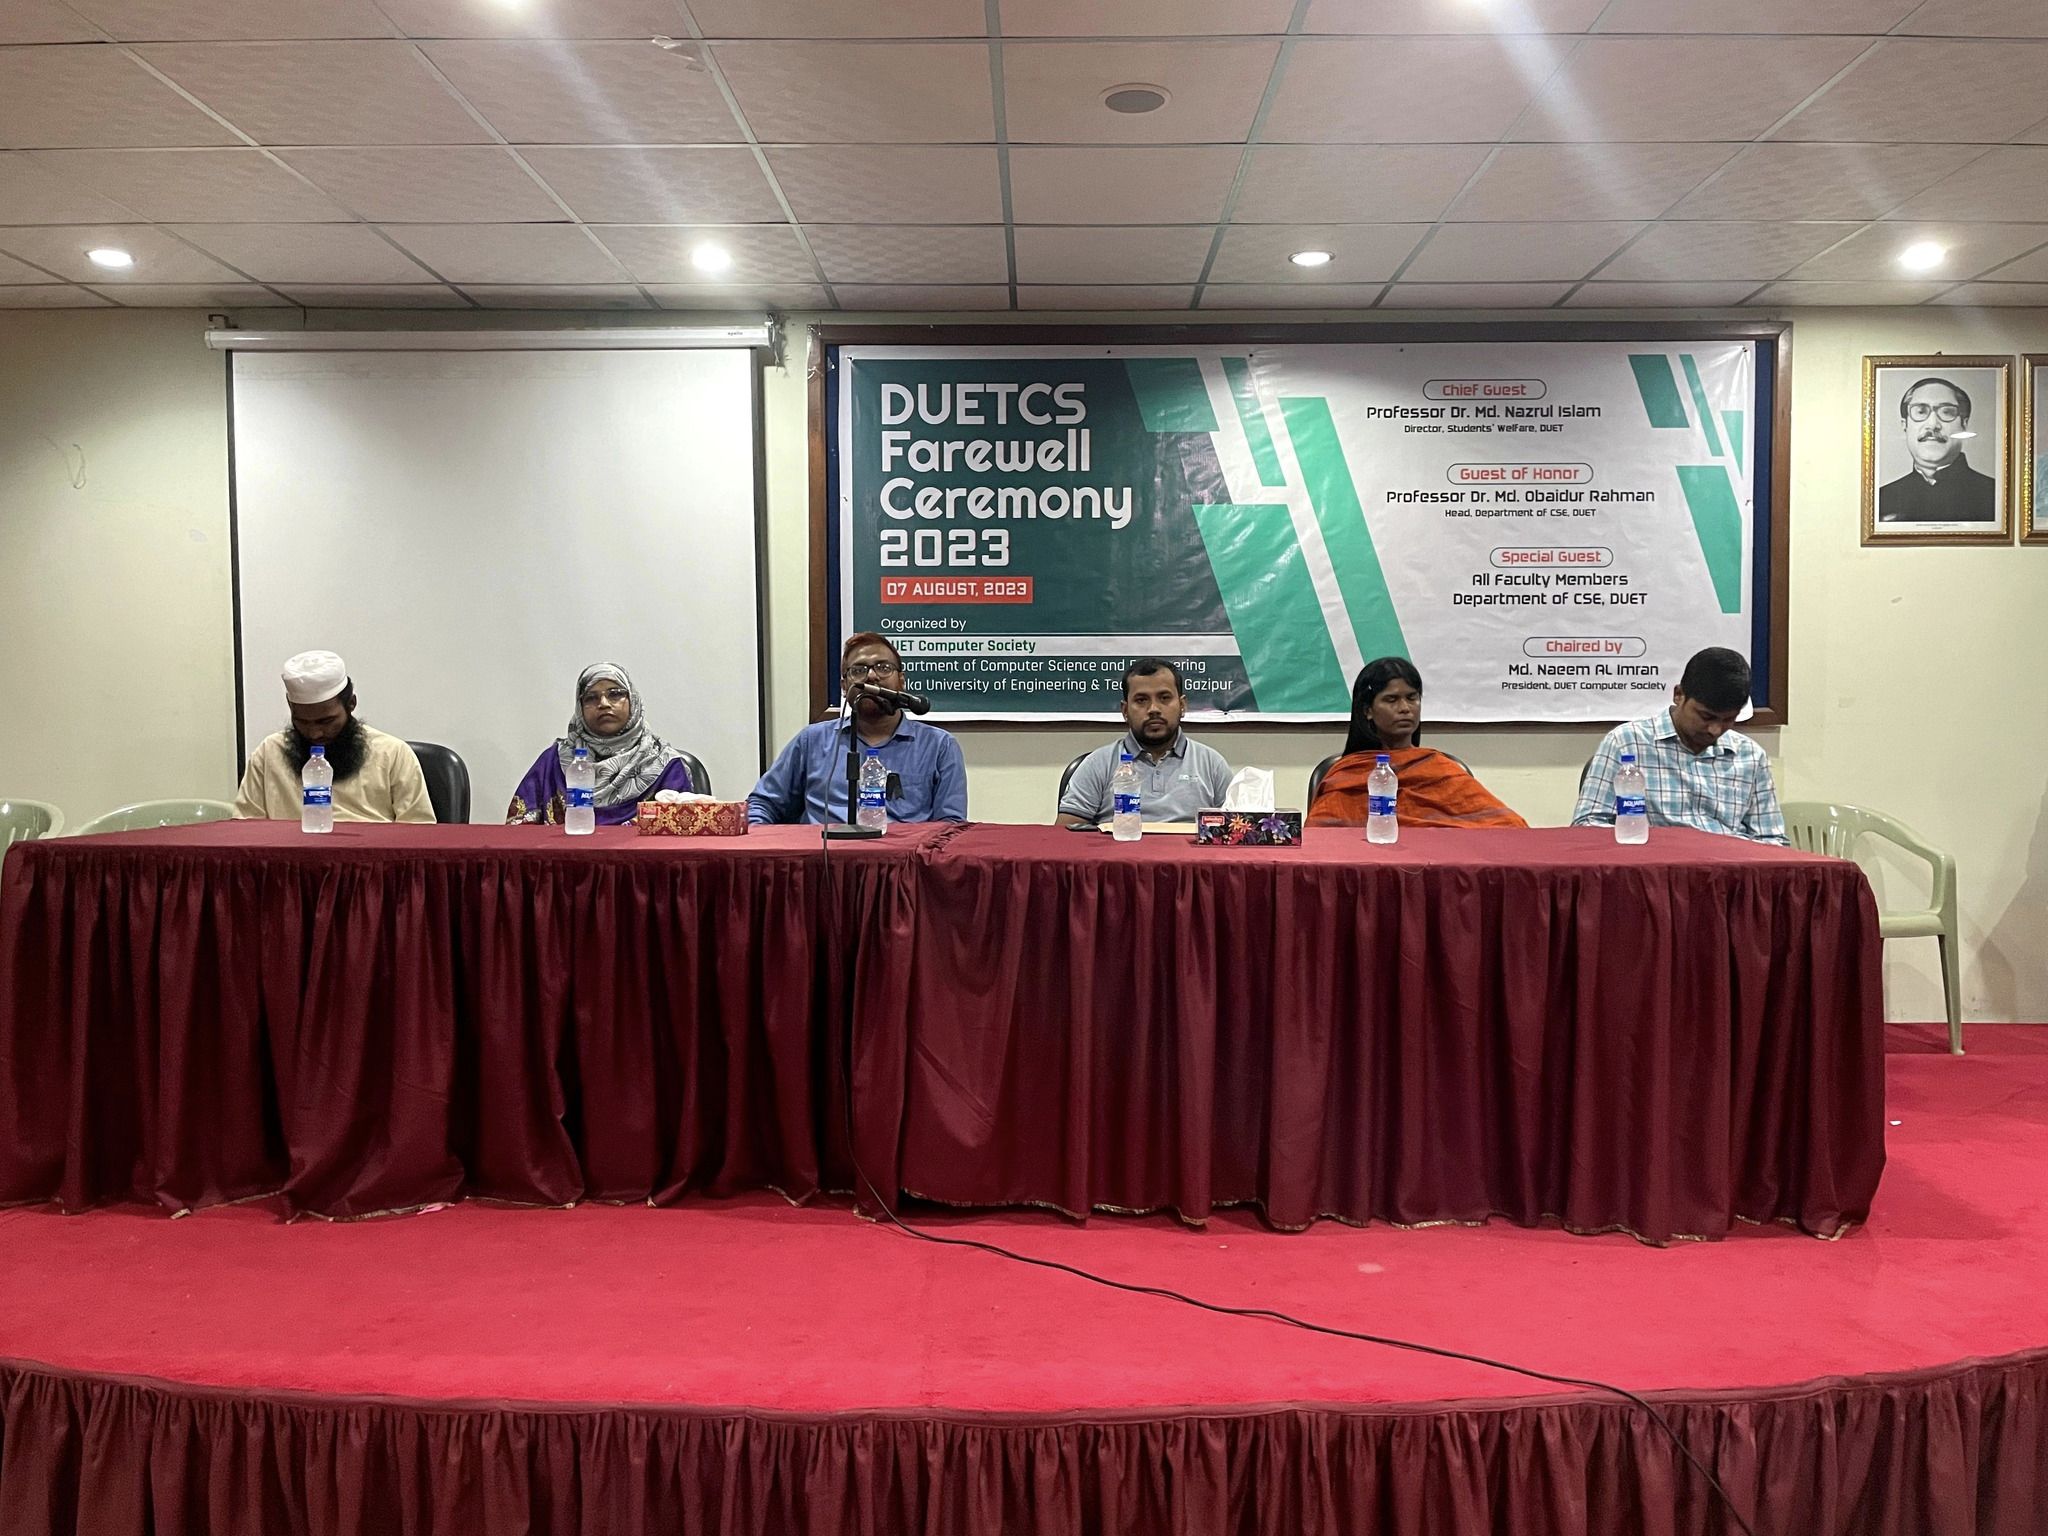 DUETCS
Farewell
Ceremony
2023
07 AUGUST, 2023
Organized by
UET Computer Society
partment of Computer Science and
ka University of Engineering & Gazipur
Chief Guest
Professor Dr. Md. Nazrul Islam
Director, Students' Welfare, DUET
Guest of Honor
Professor Dr. Md. Obaidur Rahman
Head, Department of CSE, DUET
Special Guest
All Faculty Members
Department of CSE, DUET
Chaired by
Md. Naeem AL Imran
President, DUET Computer Society